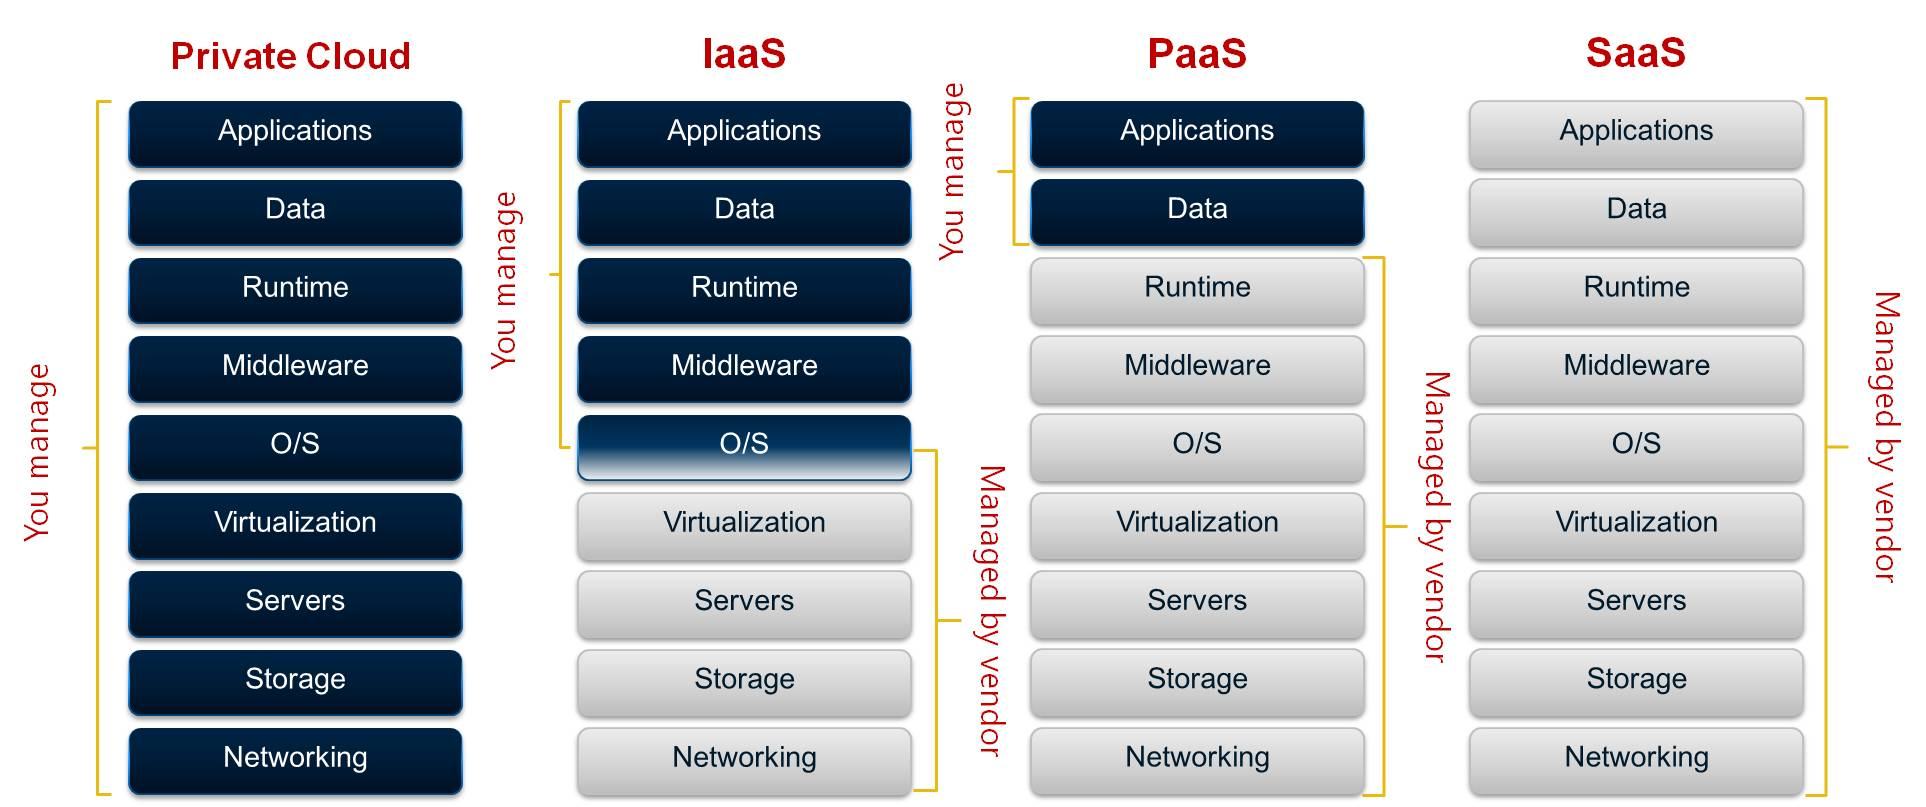 Private Cloud
You manage
Applications
Data
Runtime
Middleware
O/S
Virtualization
Servers
Storage
Networking
IaaS
You manage
Applications
Data
Runtime
Middleware
O/S
Virtualization
Servers
Storage
Networking
Managed by vendor
PaaS
You manage
Applications
Data
Runtime
Middleware
O/S
Virtualization
Servers
Storage
Networking
Managed by vendor
SaaS
Applications
Data
Runtime
Middleware
O/S
Virtualization
Servers
Storage
Networking
Managed by vendor